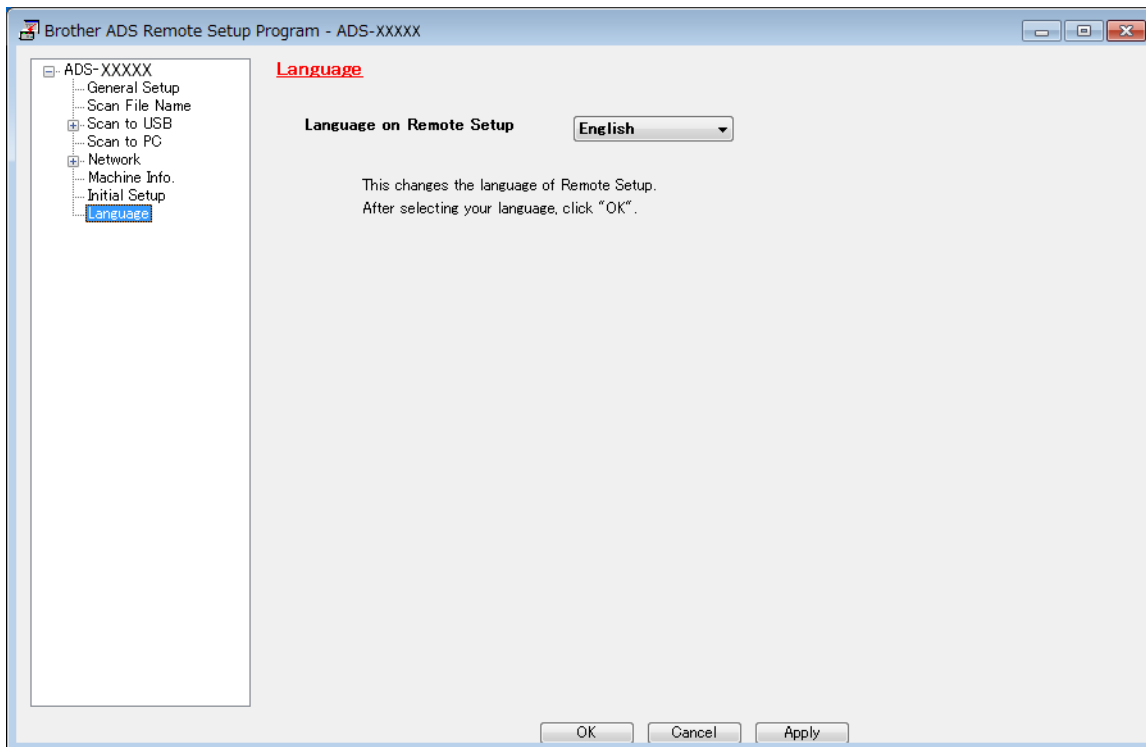 Brother ADS Remote Setup Program - ADS-XXXXX
ADS-XXXXX
General Setup
Scan File Name
Scan to USB
Scan to PC
Network
Machine Info.
Initial Setup
Language
Language
Language on Remote Setup English
This changes the language of Remote Setup.
After selecting your language, click "OK".
OK Cancel Apply